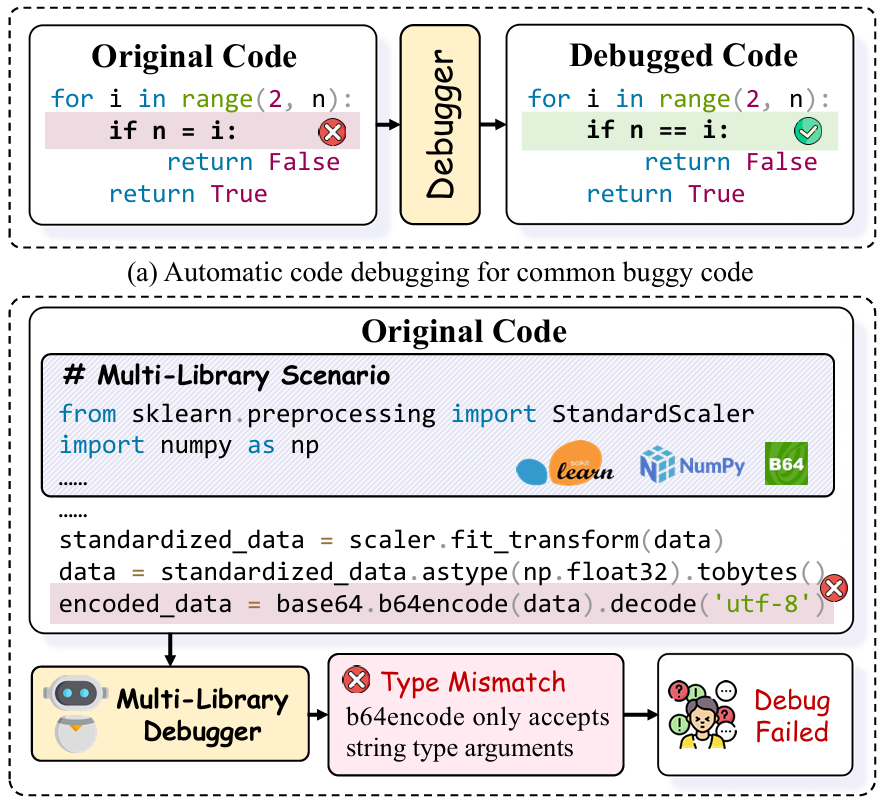 Original Code
for i in range(2, n):
if n = i:
return False
return True
Debugger
Debugged Code
for i in range(2, n):
if n == i:
return False
return True
(a) Automatic code debugging for common buggy code
Original Code
# Multi-Library Scenario
from sklearn.preprocessing import StandardScaler
import numpy as np
scikit
learn
NumPy
B64
……
……
standardized_data = scaler.fit_transform(data)
data = standardized_data.astype(np.float32).tobytes()
encoded_data = base64.b64encode(data).decode('utf-8')
Multi-Library
Debugger
Type Mismatch
b64encode only accepts
string type arguments
Debug
Failed